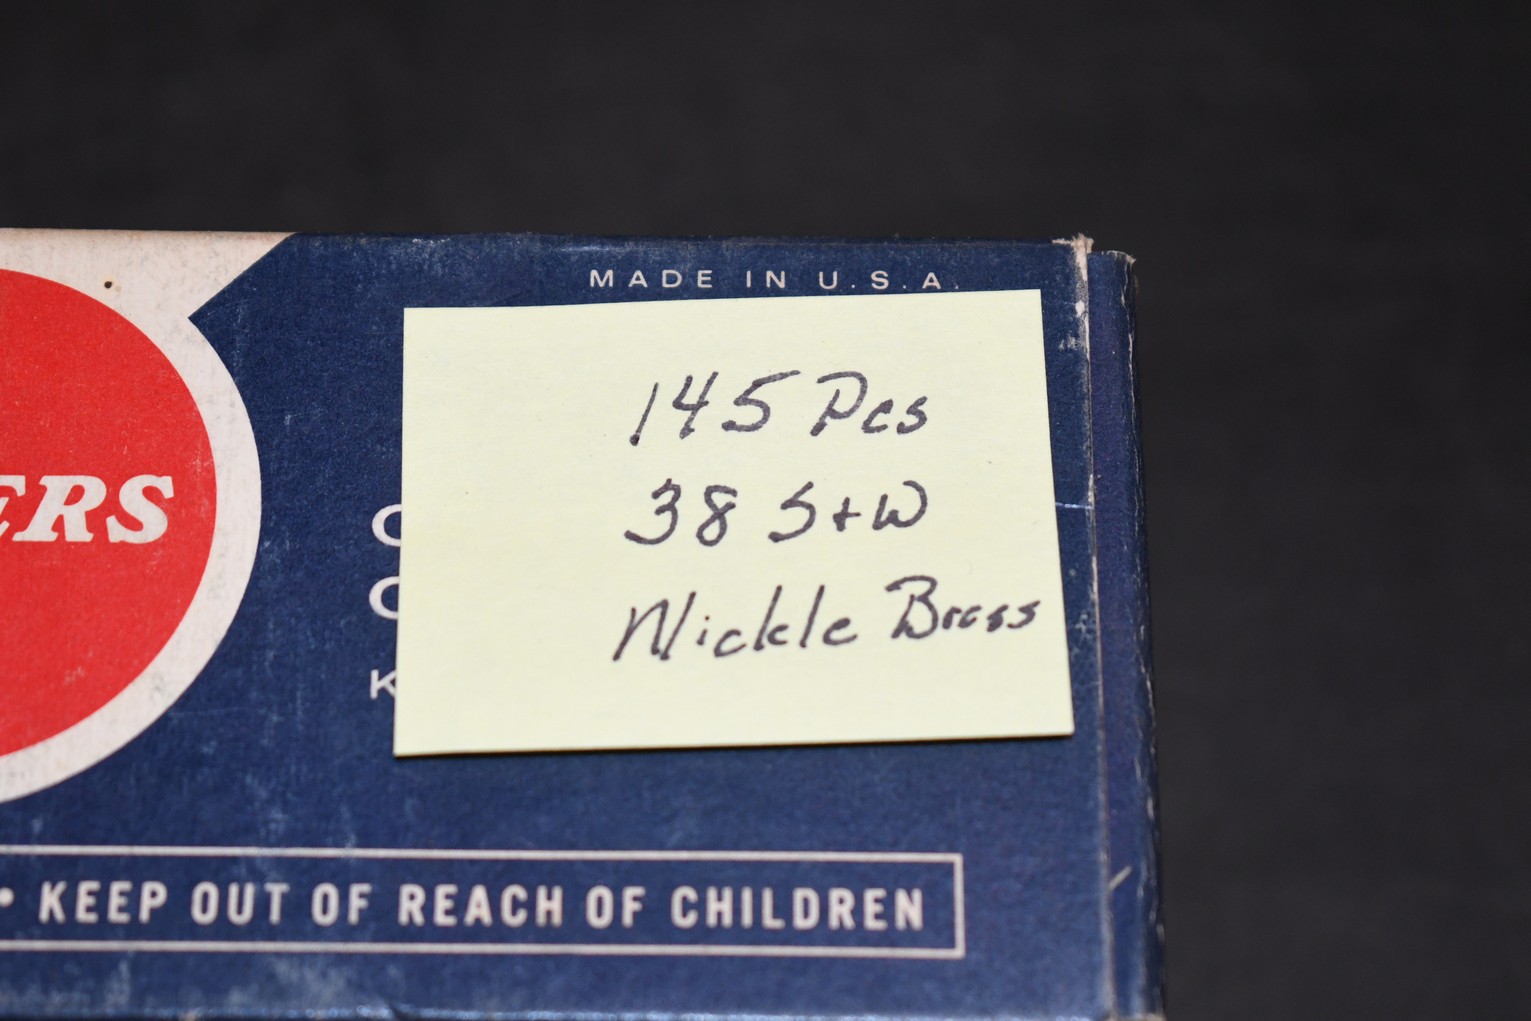 MADE IN U.S.A.
145 Pcs
38 S+W
Nickle Brass
ERS
• KEEP OUT OF REACH OF CHILDREN